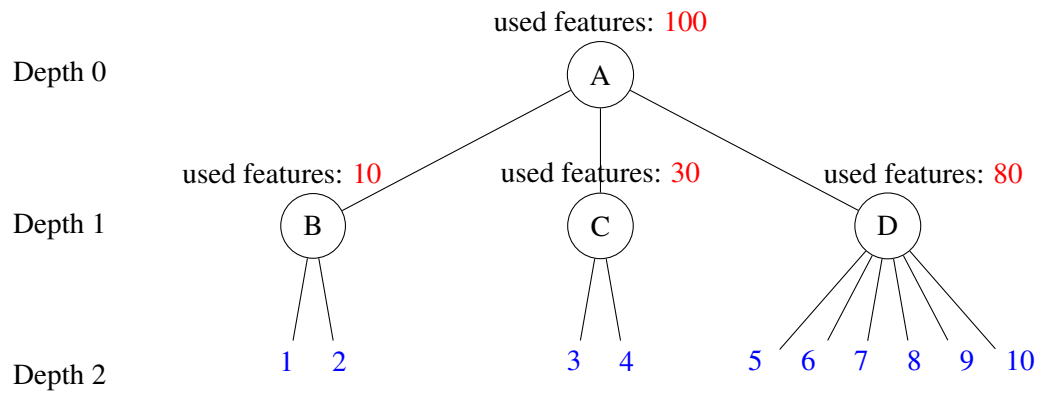 used features: 100
Depth 0
A
used features: 10
used features: 30
used features: 80
Depth 1
B
C
D
1 2 3 4 5 6 7 8 9 10
Depth 2